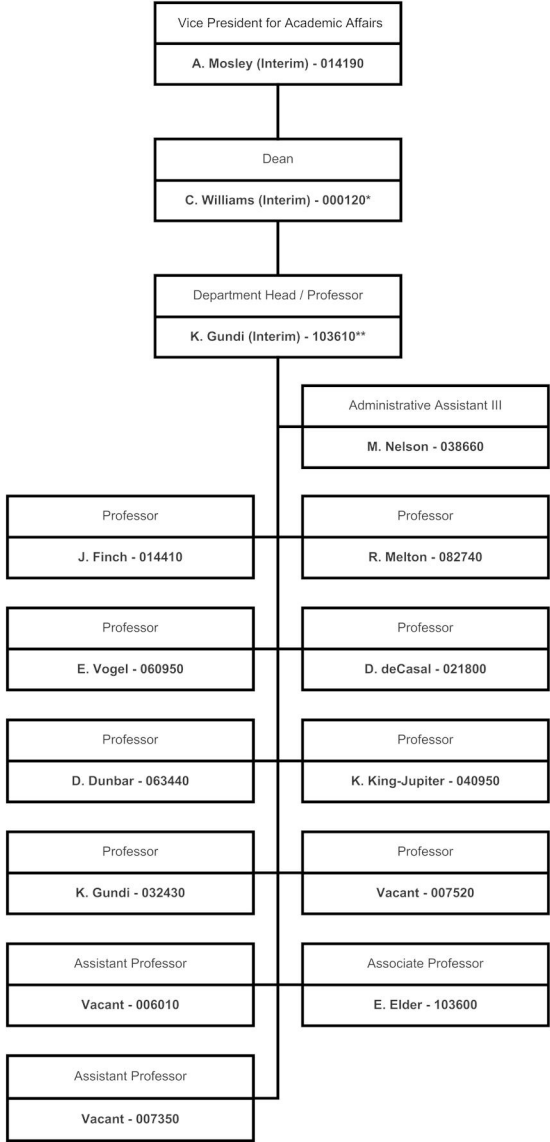 Vice President for Academic Affairs
A. Mosley (Interim) - 014190
Dean
C. Williams (Interim) - 000120*
Department Head / Professor
K. Gundi (Interim) - 103610**
Administrative Assistant III
M. Nelson - 038660
Professor
J. Finch - 014410
Professor
R. Melton - 082740
Professor
E. Vogel - 060950
Professor
D. deCasal - 021800
Professor
D. Dunbar - 063440
Professor
K. King-Jupiter - 040950
Professor
K. Gundi - 032430
Professor
Vacant - 007520
Assistant Professor
Vacant - 006010
Associate Professor
E. Elder - 103600
Assistant Professor
Vacant - 007350